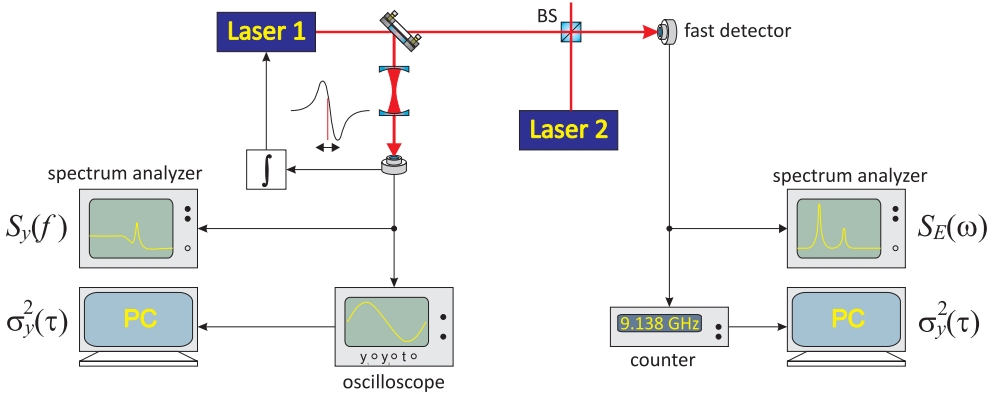 Laser 1
BS
fast detector
Laser 2
∫
spectrum analyzer
spectrum analyzer
S_y(f)
S_E(ω)
σ_y^2(τ)
PC
9.138 GHz
PC
σ_y^2(τ)
counter
oscilloscope